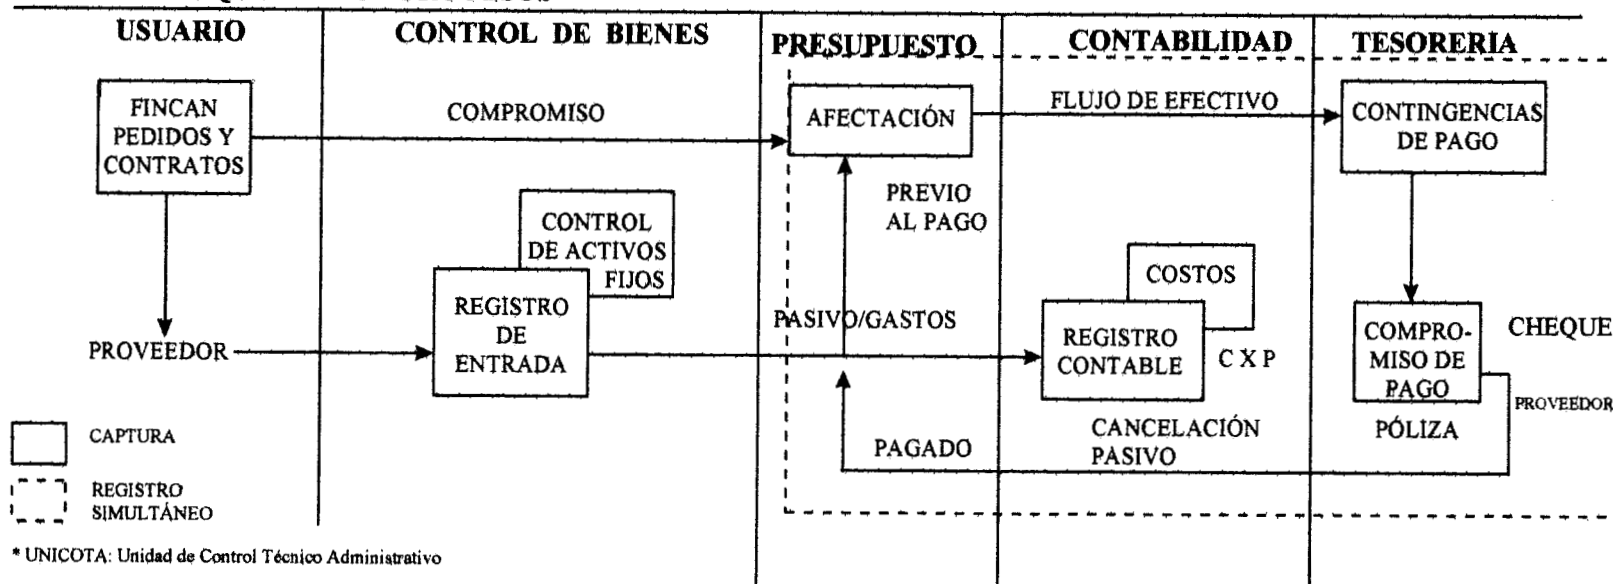 USUARIO
CONTROL DE BIENES
PRESUPUESTO
CONTABILIDAD
TESORERIA
FINCAN
PEDIDOS Y
CONTRATOS
COMPROMISO
AFECTACIÓN
FLUJO DE EFECTIVO
CONTINGENCIAS
DE PAGO
CONTROL
DE ACTIVOS
FIJOS
PREVIO
AL PAGO
COSTOS
REGISTRO
DE
ENTRADA
PASIVO/GASTOS
REGISTRO
CONTABLE
C X P
COMPRO-
MISO DE
PAGO
CHEQUE
PROVEEDOR
PROVEEDOR
CAPTURA
PAGADO
CANCELACIÓN
PASIVO
PÓLIZA
REGISTRO
SIMULTÁNEO
* UNICOTA: Unidad de Control Técnico Administrativo